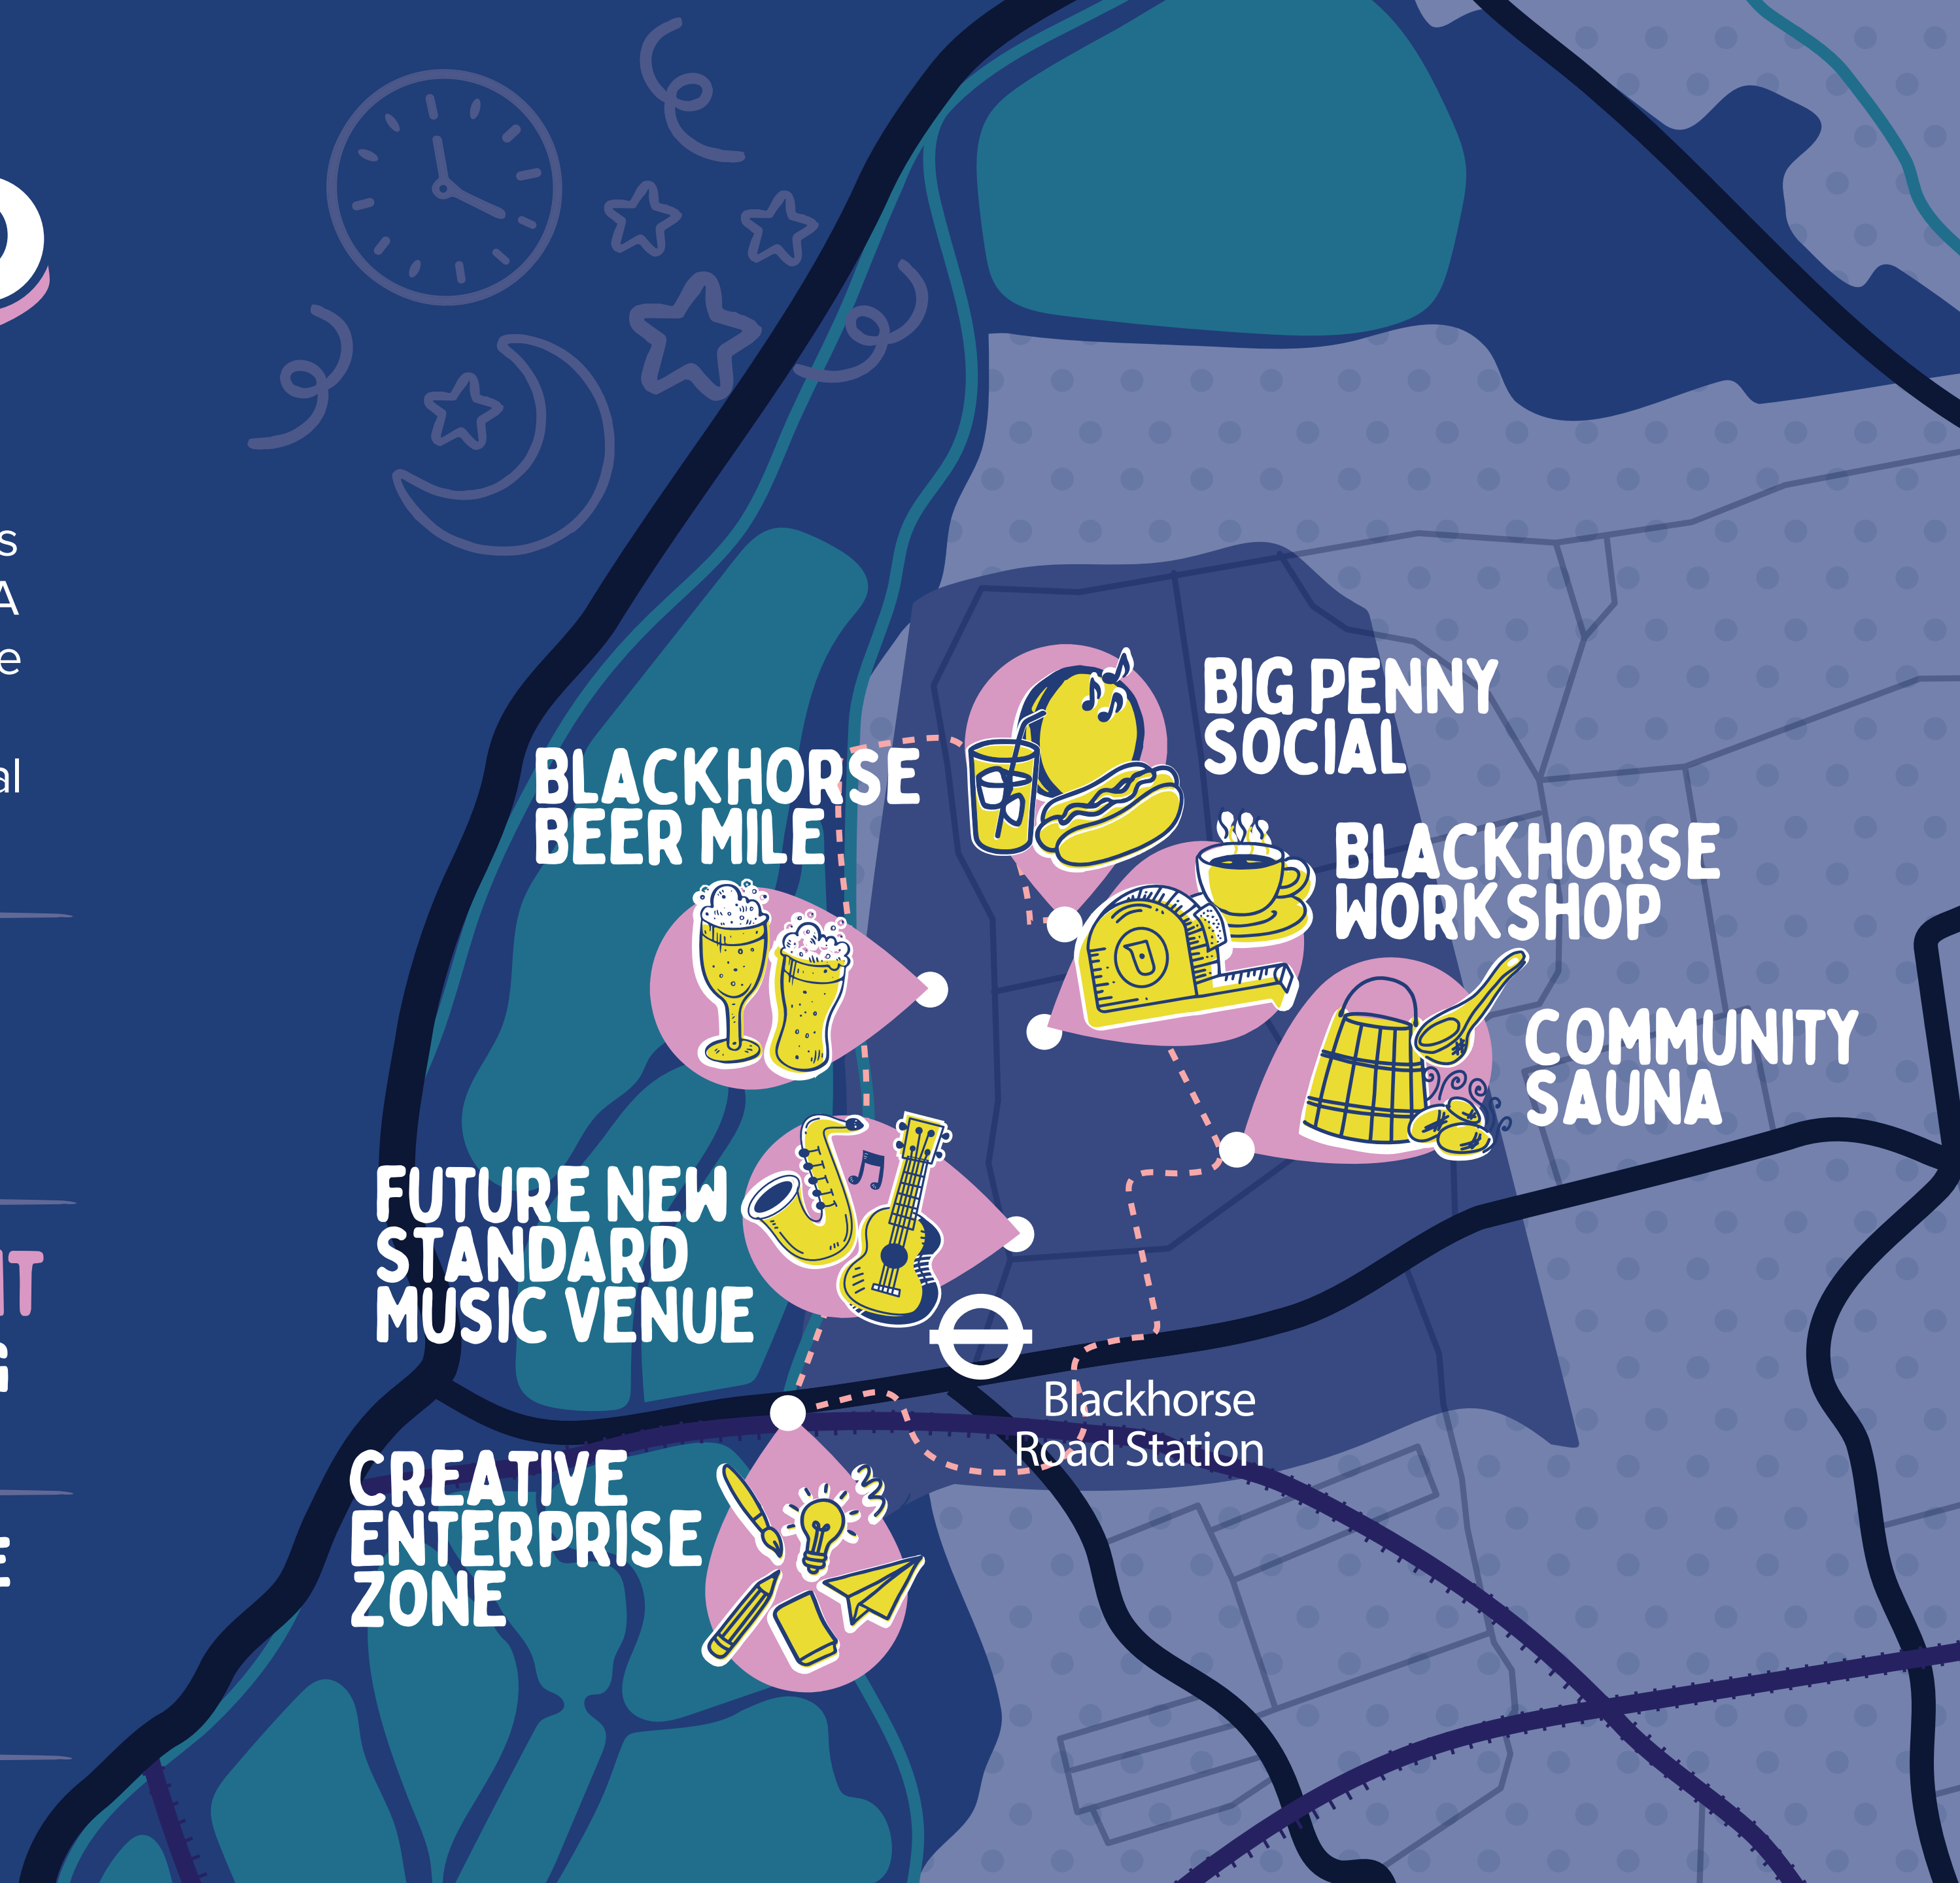 s
A
e
al
BIG PENNY
SOCIAL
BLACKHORSE
BEER MILE
BLACKHORSE
WORKSHOP
COMMUNITY
SAUNA
FUTURE NEW
STANDARD
MUSIC VENUE
Blackhorse
Road Station
CREATIVE
ENTERPRISE
ZONE